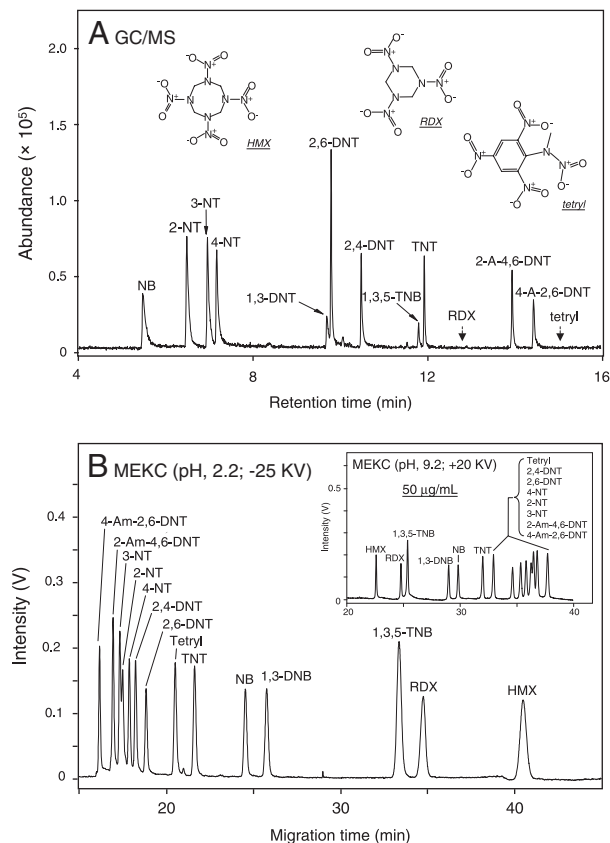 A GC/MS
2.0
1.5
1.0
0.5
0
Abundance (× 10⁵)
4
8
12
16
Retention time (min)
O⁻
N⁺
O
N
HMX
RDX
tetryl
NB
2-NT
3-NT
4-NT
1,3-DNT
2,6-DNT
2,4-DNT
1,3,5-TNB
TNT
RDX
2-A-4,6-DNT
4-A-2,6-DNT
tetryl
B MEKC (pH, 2.2; -25 KV)
0.4
0.3
0.2
0.1
0
Intensity (V)
20
30
40
Migration time (min)
4-Am-2,6-DNT
2-Am-4,6-DNT
3-NT
2-NT
4-NT
2,4-DNT
2,6-DNT
Tetryl
TNT
NB
1,3-DNB
1,3,5-TNB
RDX
HMX
MEKC (pH, 9.2; +20 KV)
50 μg/mL
0.6
0.2
0
Intensity (V)
20
30
40
HMX
RDX
1,3,5-TNB
1,3-DNB
NB
TNT
Tetryl
2,4-DNT
2,6-DNT
4-NT
2-NT
3-NT
2-Am-4,6-DNT
4-Am-2,6-DNT